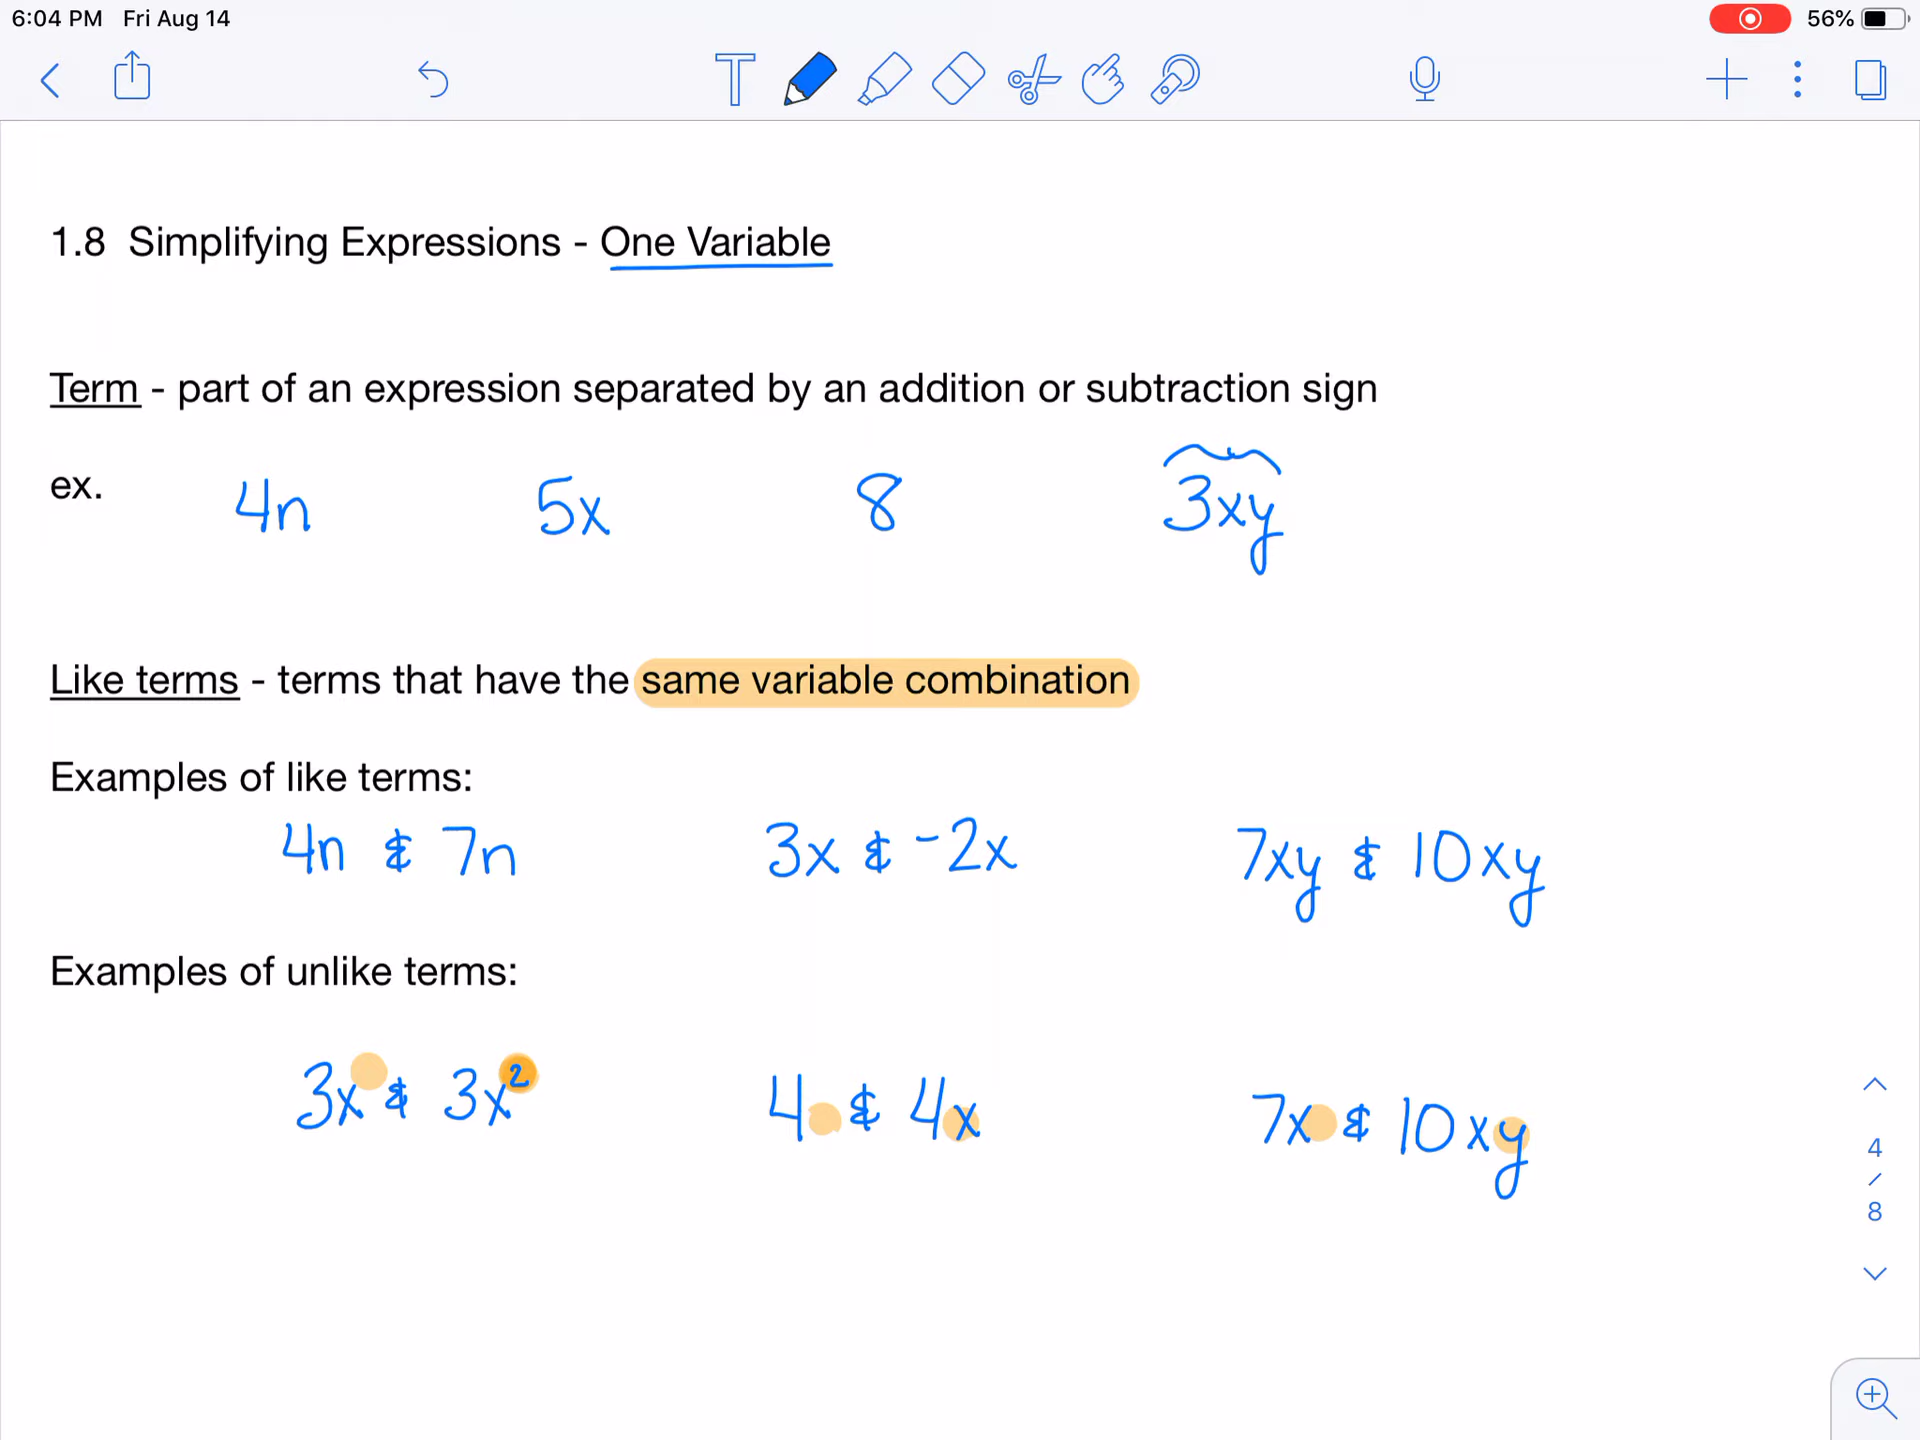 6:04 PM Fri Aug 14 56%
1.8 Simplifying Expressions - One Variable
Term - part of an expression separated by an addition or subtraction sign
ex. 4n 5x 8 3xy
Like terms - terms that have the same variable combination
Examples of like terms:
4n & 7n 3x & -2x 7xy & 10xy
Examples of unlike terms:
3x & 3x² 4 & 4x 7x & 10xy
4
/
8